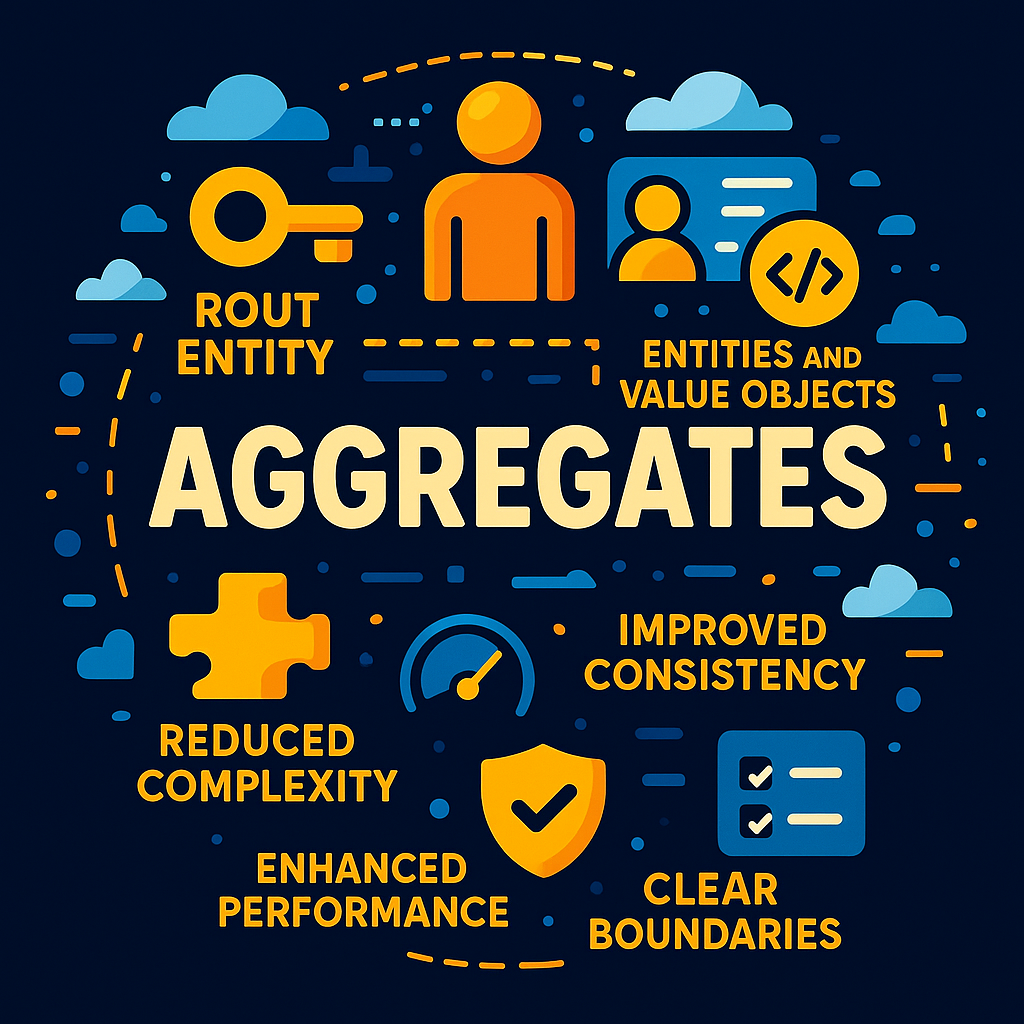 ROUT
ENTITY
ENTITIES AND
VALUE OBJECTS
AGGREGATES
IMPROVED
CONSISTENCY
REDUCED
COMPLEXITY
ENHANCED
PERFORMANCE
CLEAR
BOUNDARIES